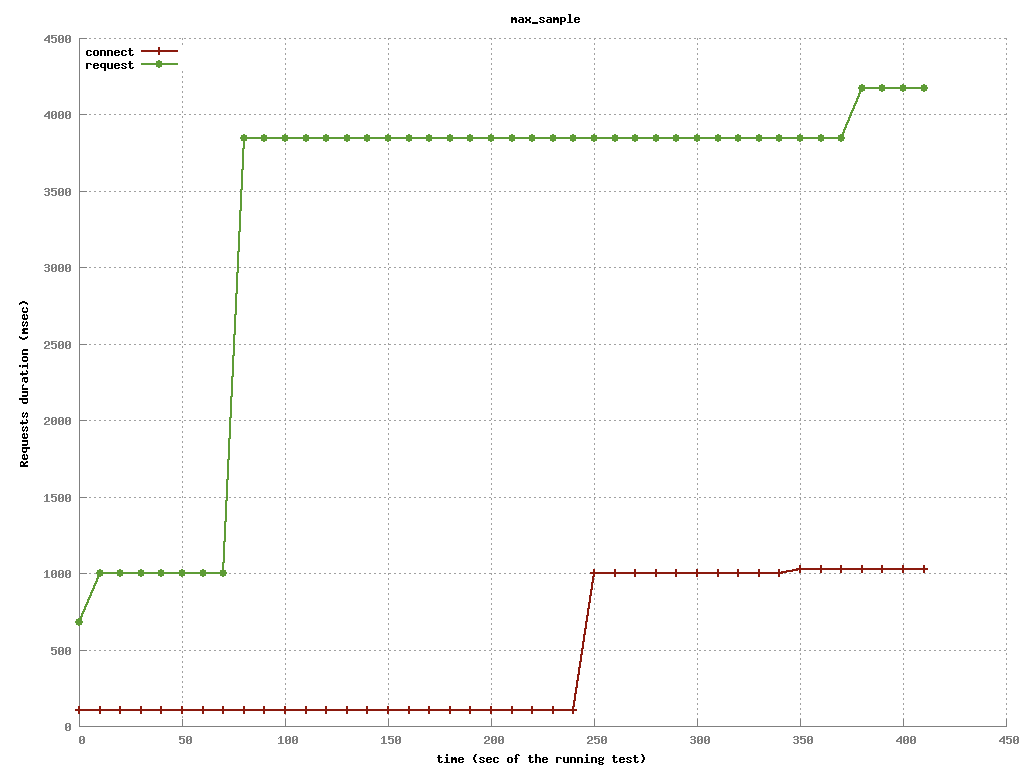 max_sample
4500
4000
3500
3000
2500
2000
1500
1000
500
0
connect
request
Requests duration (msec)
0 50 100 150 200 250 300 350 400 450
time (sec of the running test)